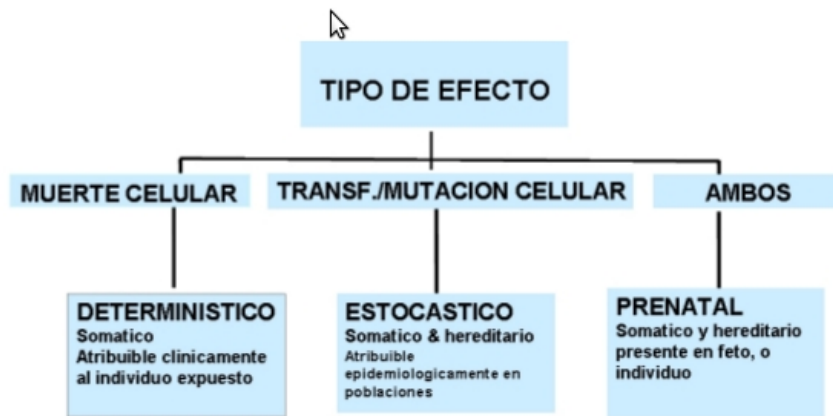 TIPO DE EFECTO
MUERTE CELULAR
TRANSF./MUTACION CELULAR
AMBOS
DETERMINISTICO
Somatico
Atribuible clinicamente
al individuo expuesto
ESTOCASTICO
Somatico & hereditario
Atribuible
epidemiologicamente en
poblaciones
PRENATAL
Somatico y hereditario
presente en feto, o
individuo